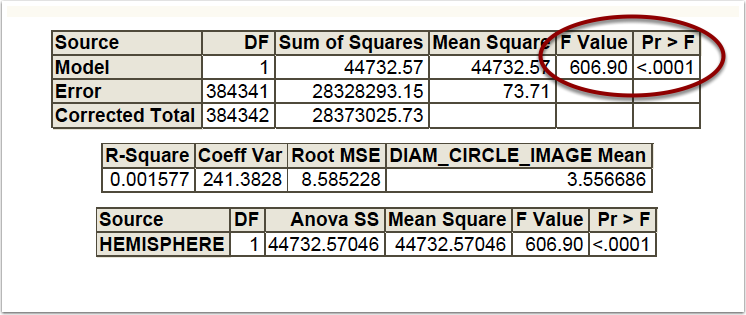 Source DF Sum of Squares Mean Square F Value Pr > F
Model 1 44732.57 44732.57 606.90 <.0001
Error 384341 28328293.15 73.71
Corrected Total 384342 28373025.73
R-Square Coeff Var Root MSE DIAM_CIRCLE_IMAGE Mean
0.001577 241.3828 8.585228 3.556686
Source DF Anova SS Mean Square F Value Pr > F
HEMISPHERE 1 44732.57046 44732.57046 606.90 <.0001